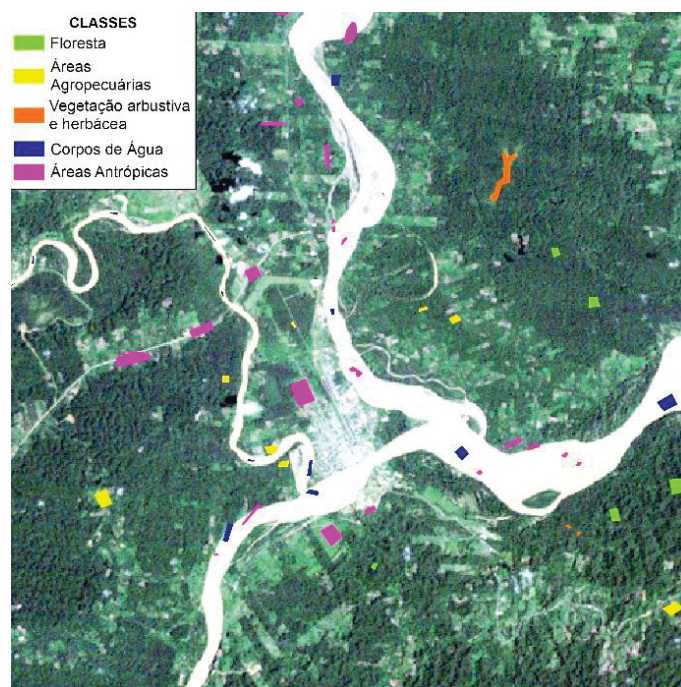 CLASSES
Floresta
Áreas
Agropecuárias
Vegetação arbustiva
e herbácea
Corpos de Água
Áreas Antrópicas